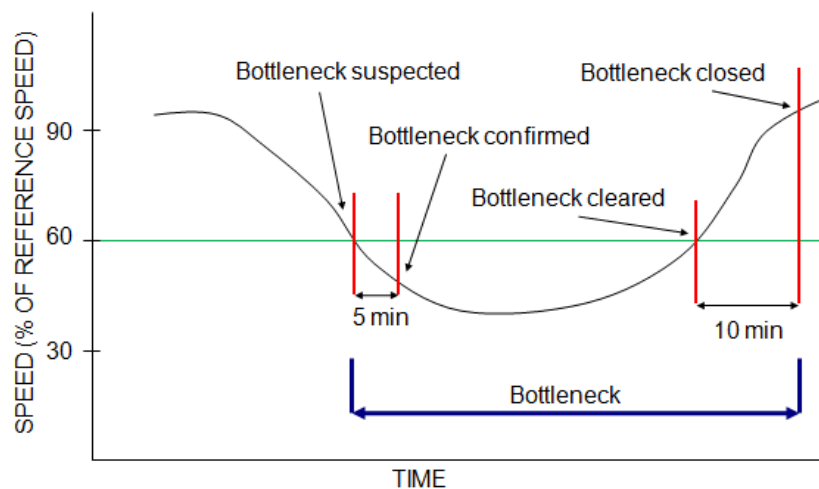 Bottleneck closed
Bottleneck suspected
90
Bottleneck confirmed
Bottleneck cleared
60
5 min
10 min
30
Bottleneck
SPEED (% OF REFERENCE SPEED)
TIME